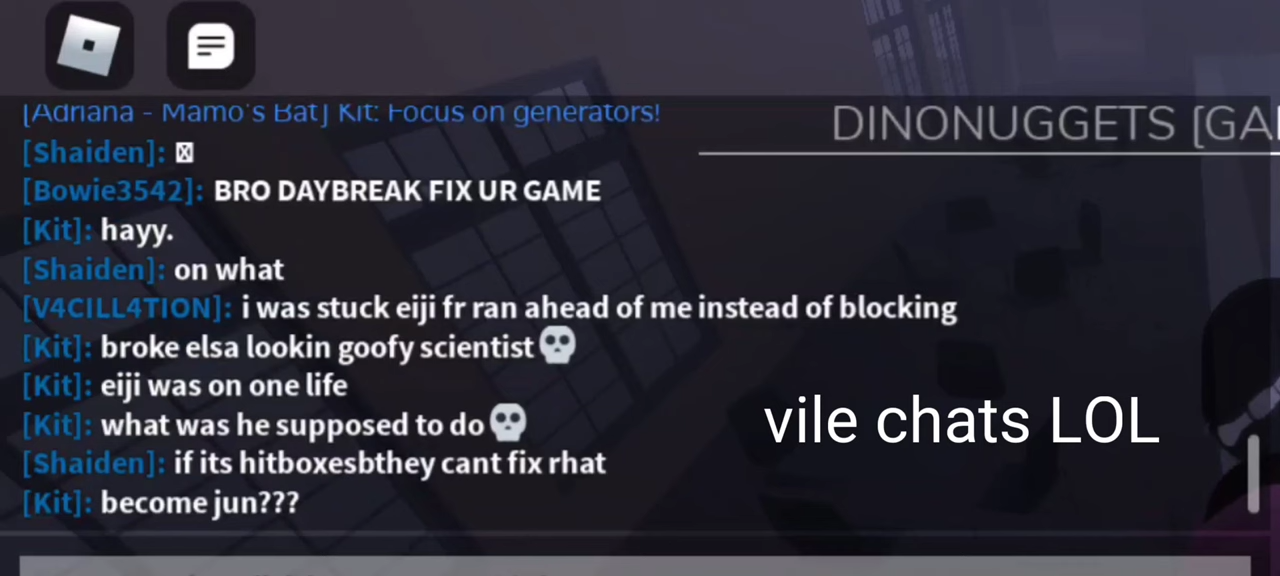 [Adriana - Mamo's Bat] Kit: Focus on generators!
DINONUGGETS [GA
[Shaiden]:
[Bowie3542]: BRO DAYBREAK FIX UR GAME
[Kit]: hayy.
[Shaiden]: on what
[V4CILL4TION]: i was stuck eiji fr ran ahead of me instead of blocking
[Kit]: broke elsa lookin goofy scientist💀
[Kit]: eiji was on one life
[Kit]: what was he supposed to do💀
vile chats LOL
[Shaiden]: if its hitboxesbthey cant fix rhat
[Kit]: become jun???